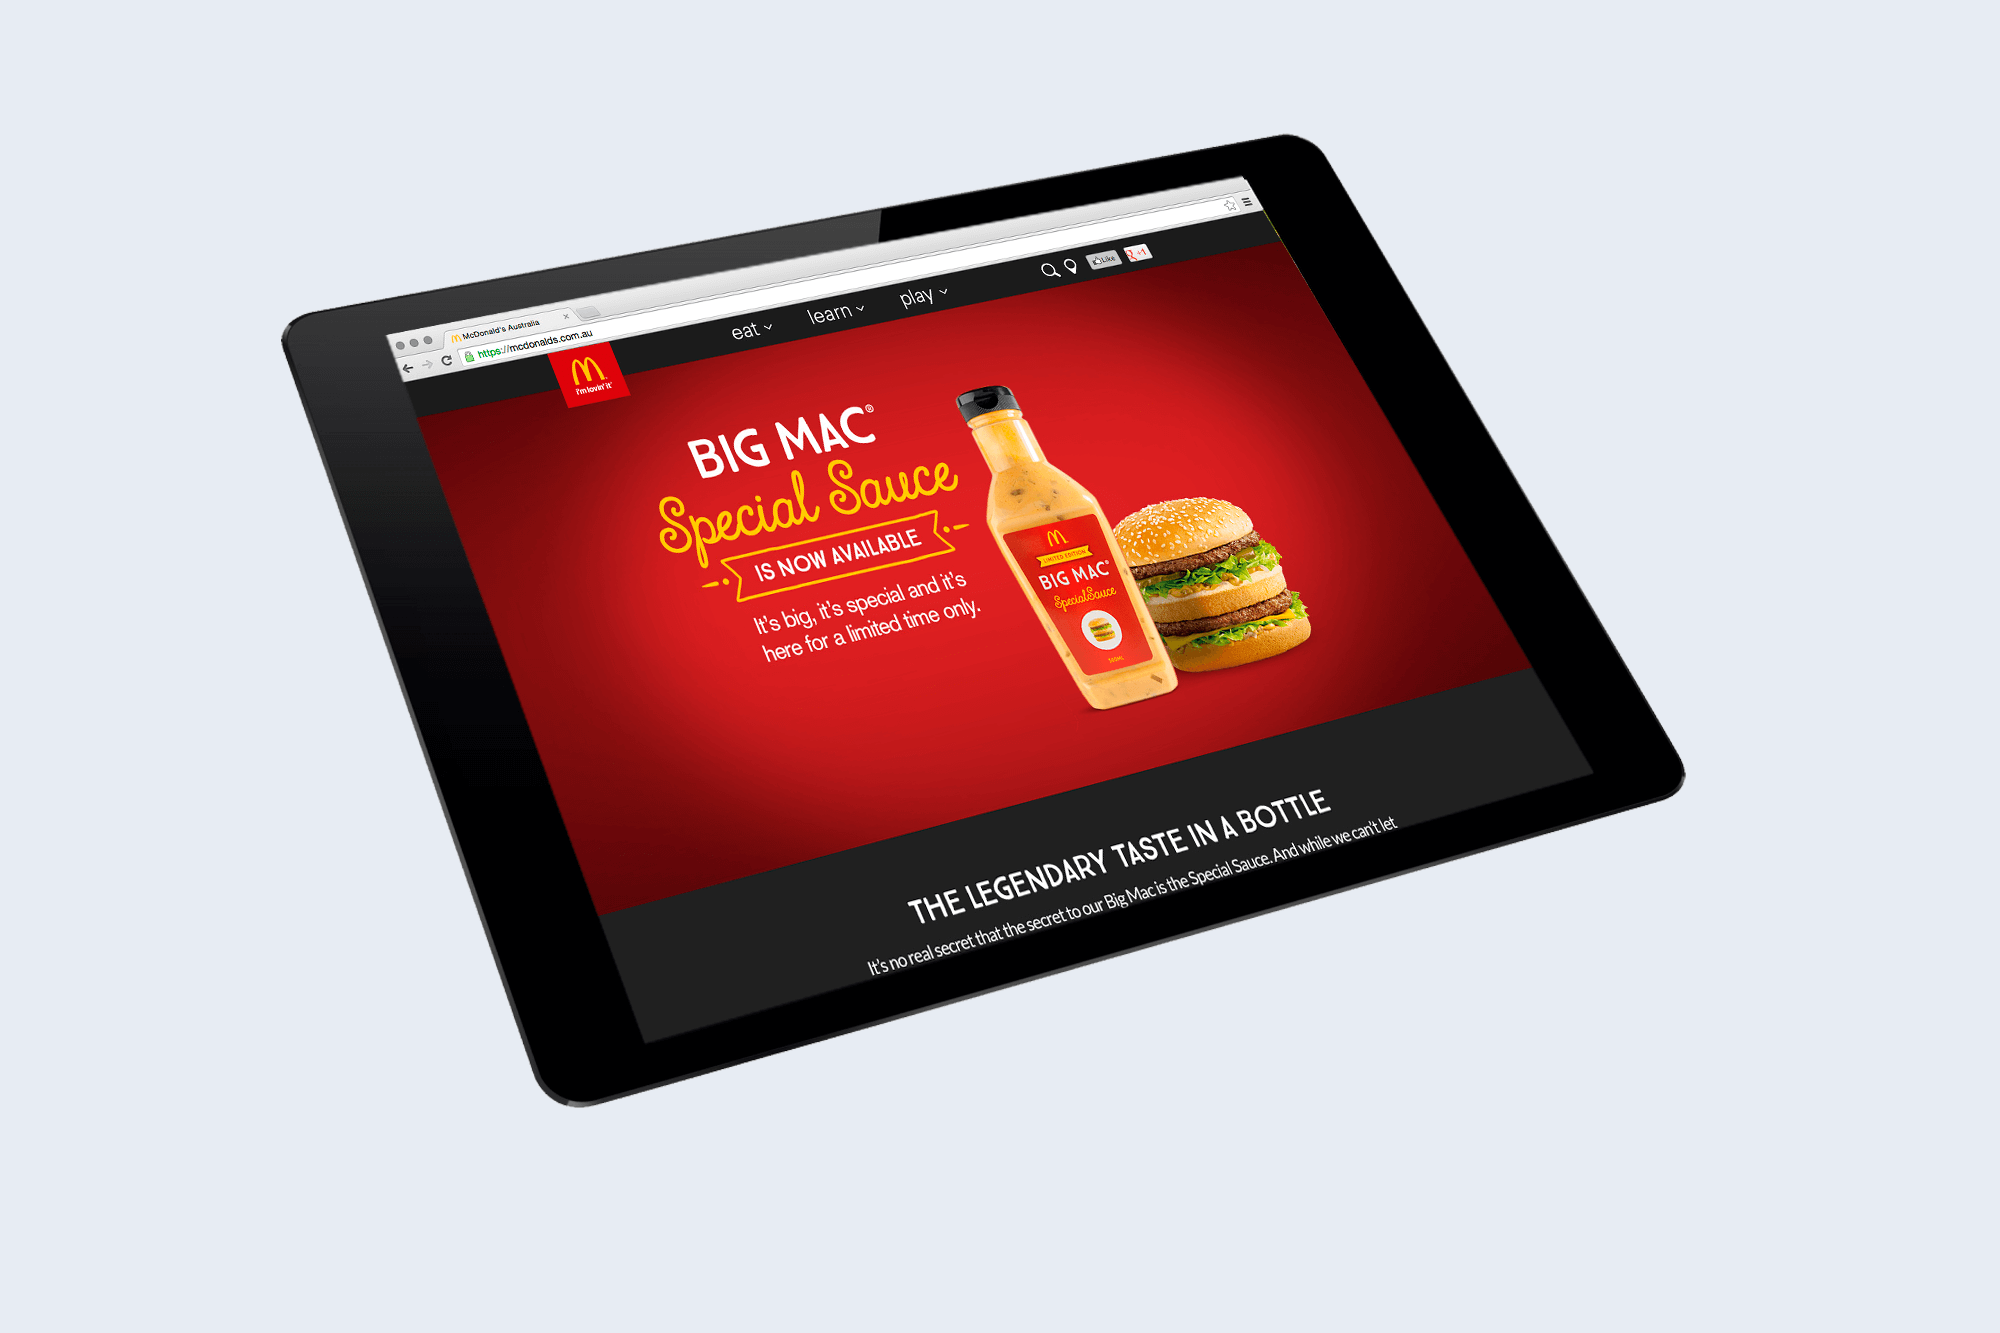 McDonald's Australia
https://mcdonalds.com.au
eat
learn
play
Like
+1
i'm lovin' it
BIG MAC®
Special Sauce
IS NOW AVAILABLE
It's big, it's special and it's
here for a limited time only.
LIMITED EDITION
BIG MAC®
Special Sauce
THE LEGENDARY TASTE IN A BOTTLE
It's no real secret that the secret to our Big Mac is the Special Sauce. And while we can't let